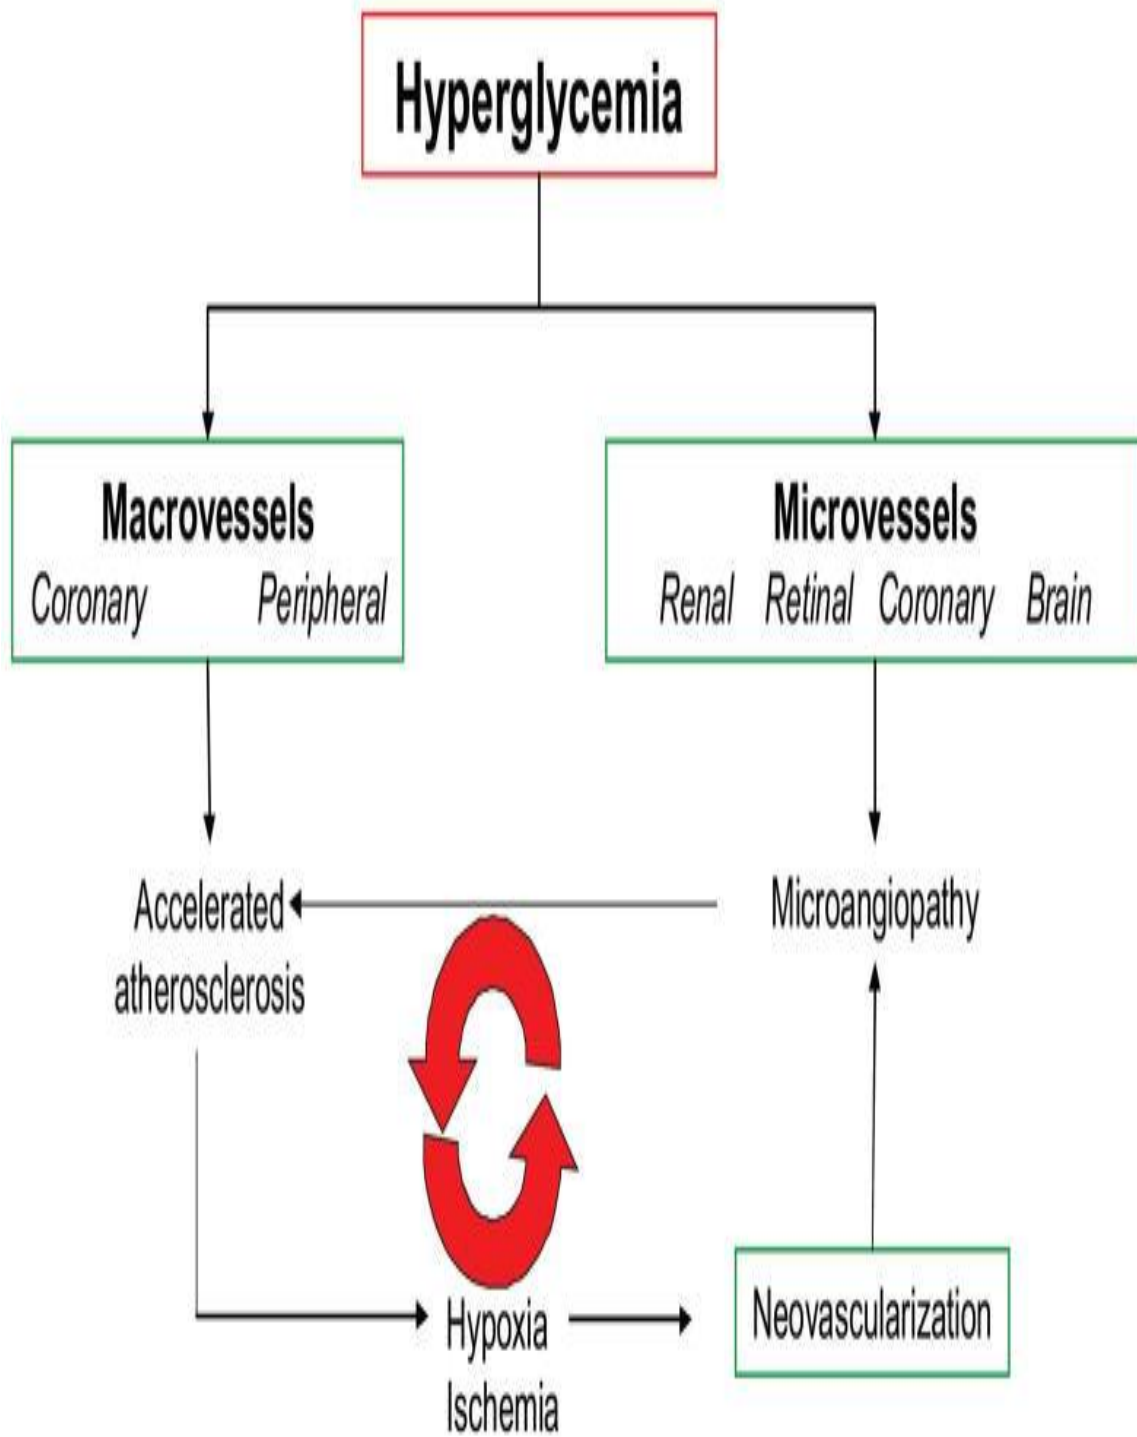 Hyperglycemia
Macrovessels
Coronary Peripheral
Microvessels
Renal Retinal Coronary Brain
Accelerated
atherosclerosis
Microangiopathy
Hypoxia
Ischemia
Neovascularization